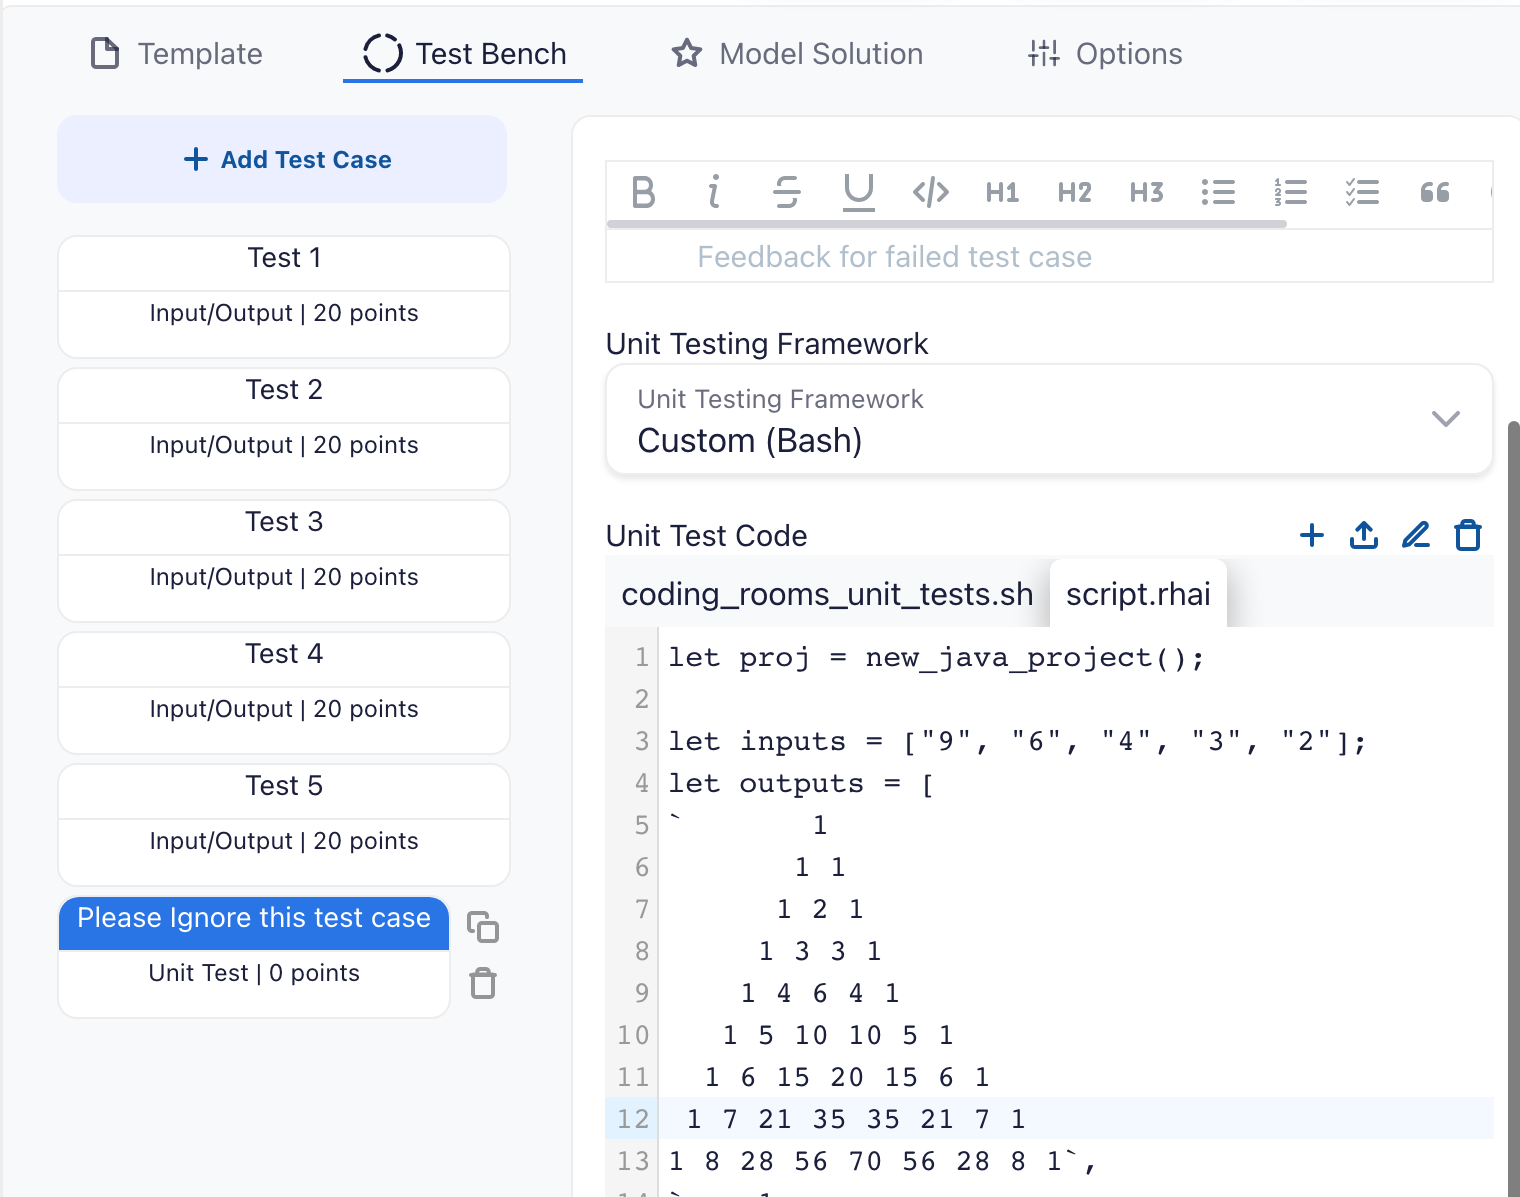 Template
Test Bench
Model Solution
Options
+ Add Test Case
Test 1
Input/Output | 20 points
Test 2
Input/Output | 20 points
Test 3
Input/Output | 20 points
Test 4
Input/Output | 20 points
Test 5
Input/Output | 20 points
Please Ignore this test case
Unit Test | 0 points
B i S U </> H1 H2 H3
Feedback for failed test case
Unit Testing Framework
Unit Testing Framework
Custom (Bash)
Unit Test Code
coding_rooms_unit_tests.sh script.rhai
1 let proj = new_java_project();
2
3 let inputs = ["9", "6", "4", "3", "2"];
4 let outputs = [
5 `        1
6        1 1
7       1 2 1
8      1 3 3 1
9     1 4 6 4 1
10    1 5 10 10 5 1
11   1 6 15 20 15 6 1
12  1 7 21 35 35 21 7 1
13 1 8 28 56 70 56 28 8 1`,
14 `    1